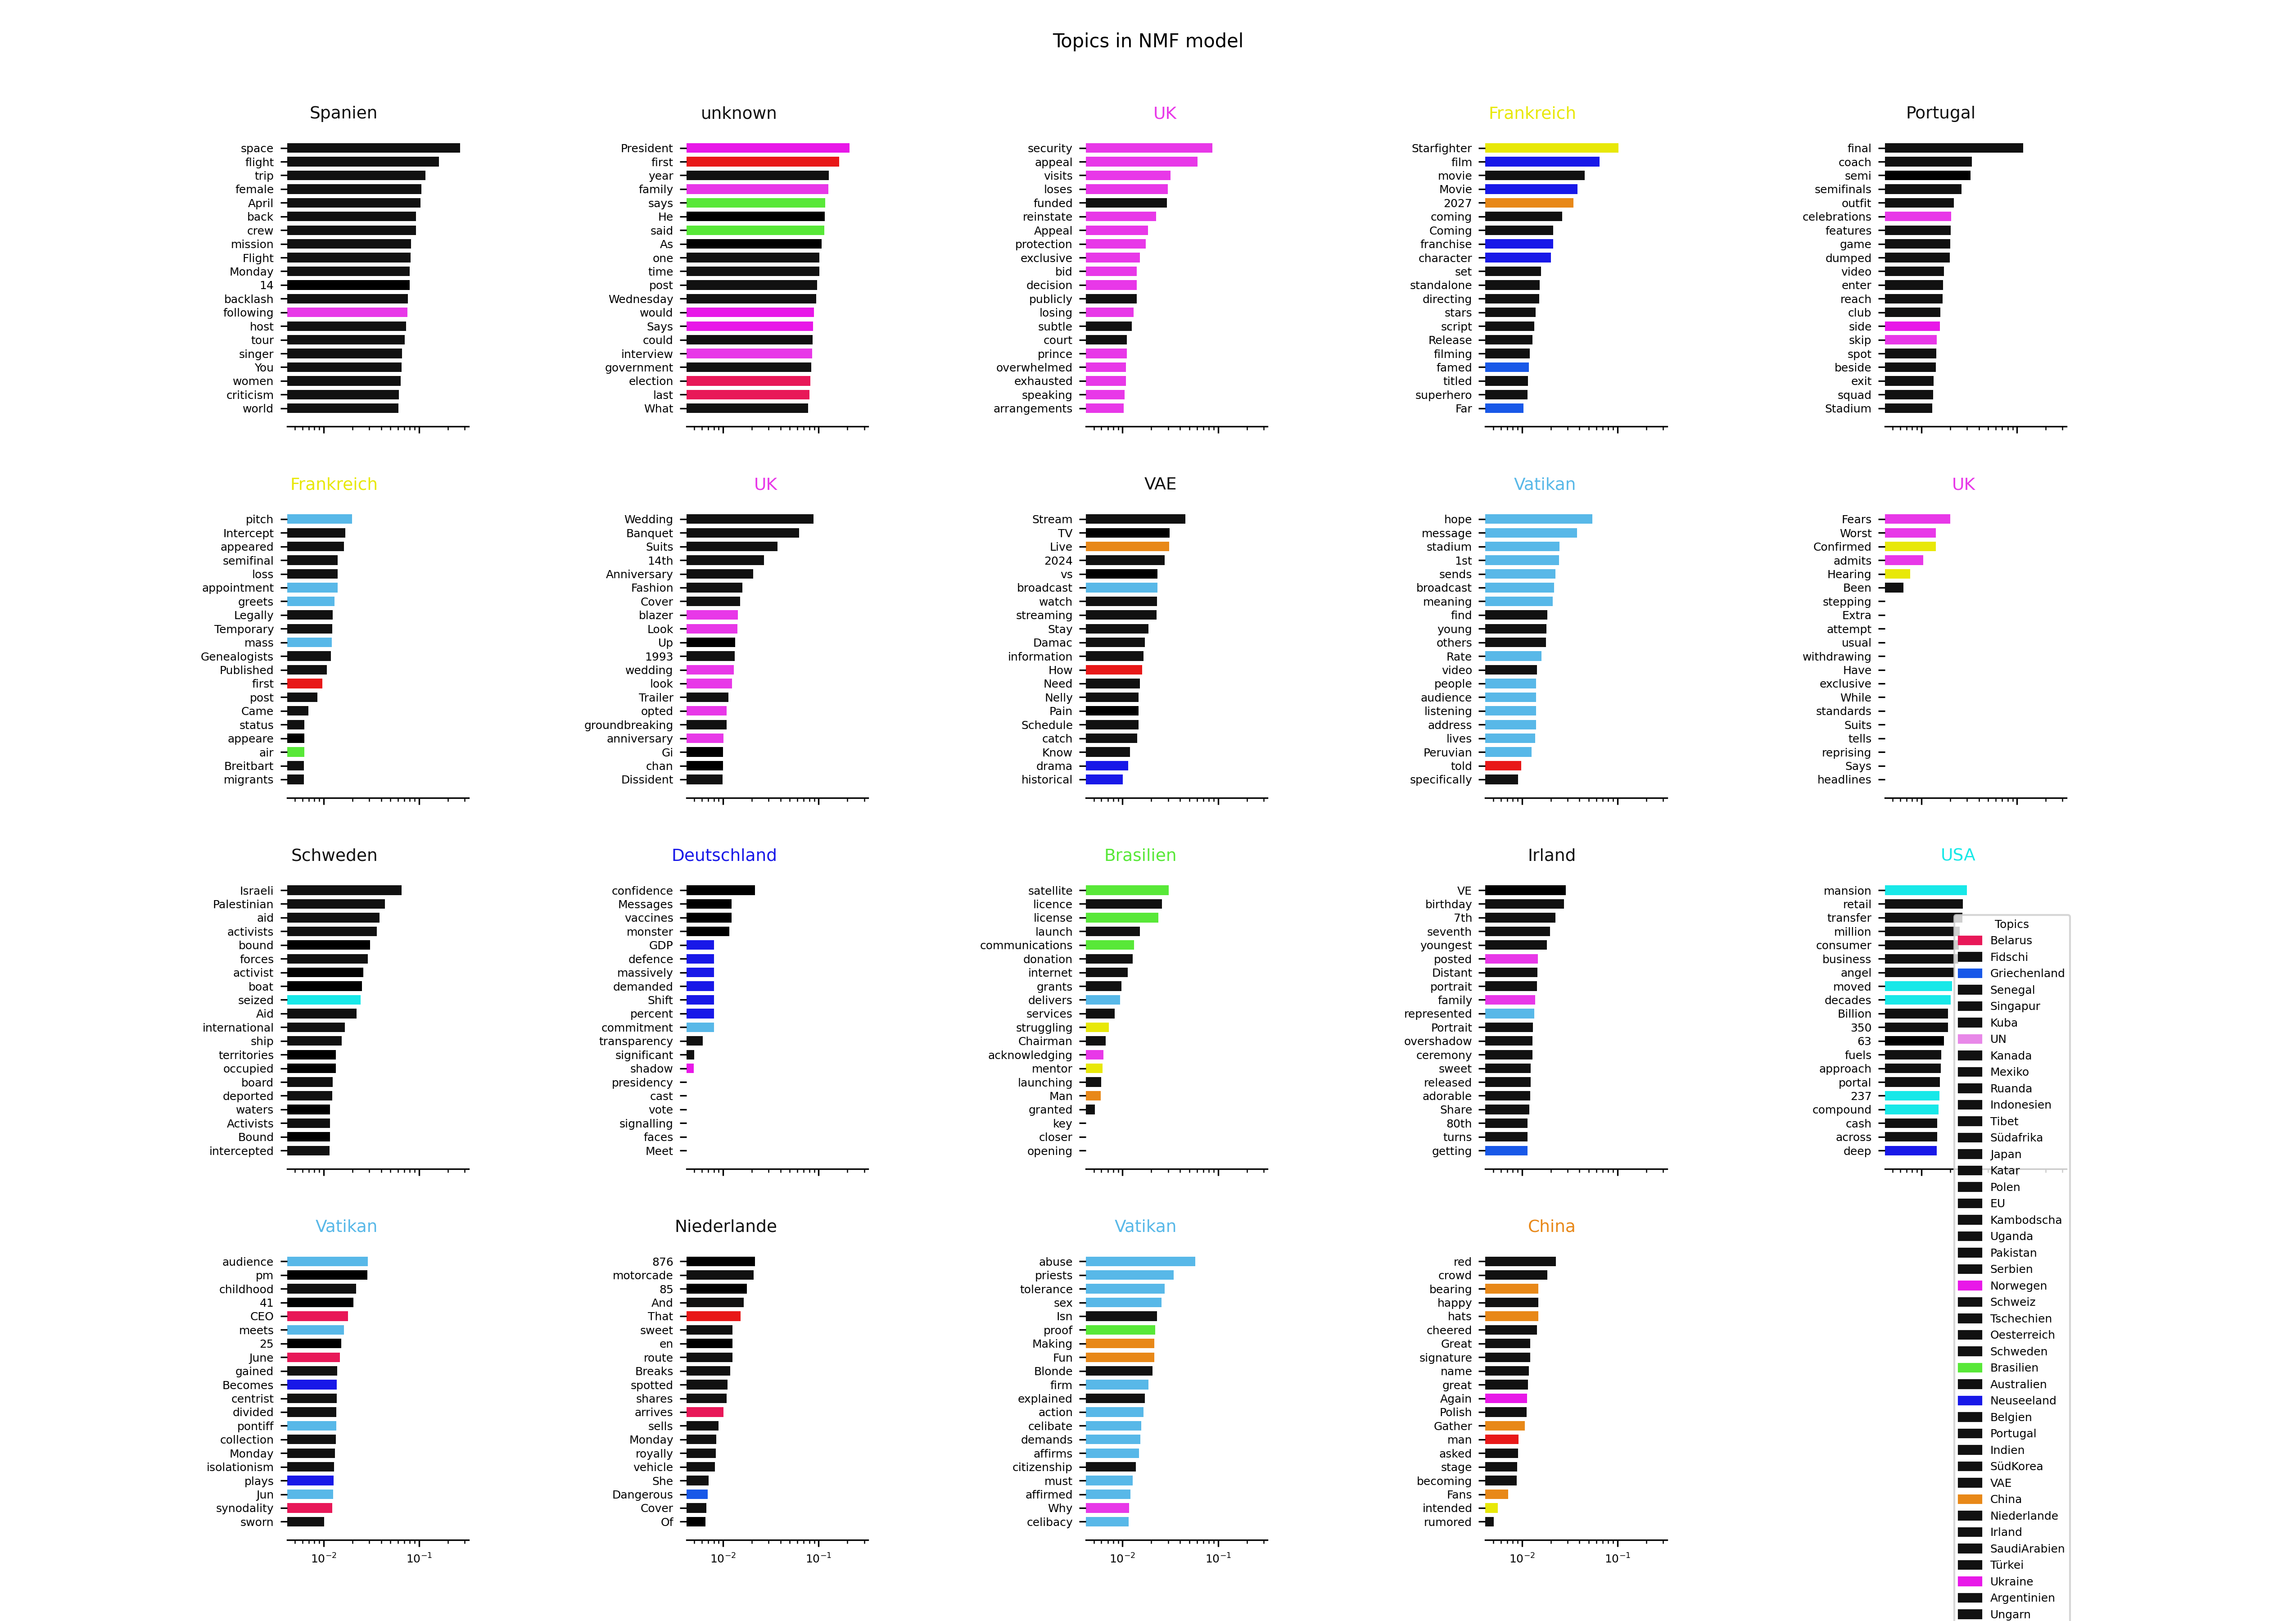 Topics in NMF model
Spanien
space
flight
trip
female
April
back
crew
mission
Flight
Monday
14
backlash
following
host
tour
singer
You
women
criticism
world
unknown
President
first
year
family
says
He
said
As
one
time
post
Wednesday
would
Says
could
interview
government
election
last
What
UK
security
appeal
visits
loses
funded
reinstate
Appeal
protection
exclusive
bid
decision
publicly
losing
subtle
court
prince
overwhelmed
exhausted
speaking
arrangements
Frankreich
Starfighter
film
movie
Movie
2027
coming
Coming
franchise
character
set
standalone
directing
stars
script
Release
filming
famed
titled
superhero
Far
Portugal
final
coach
semi
semifinals
outfit
celebrations
features
game
dumped
video
enter
reach
club
side
skip
spot
beside
exit
squad
Stadium
Frankreich
pitch
Intercept
appeared
semifinal
loss
appointment
greets
Legally
Temporary
mass
Genealogists
Published
first
post
Came
status
appeare
air
Breitbart
migrants
UK
Wedding
Banquet
Suits
14th
Anniversary
Fashion
Cover
blazer
Look
Up
1993
wedding
look
Trailer
opted
groundbreaking
anniversary
Gi
chan
Dissident
VAE
Stream
TV
Live
2024
vs
broadcast
watch
streaming
Stay
Damac
information
How
Need
Nelly
Pain
Schedule
catch
Know
drama
historical
Vatikan
hope
message
stadium
1st
sends
broadcast
meaning
find
young
others
Rate
video
people
audience
listening
address
lives
Peruvian
told
specifically
UK
Fears
Worst
Confirmed
admits
Hearing
Been
stepping
Extra
attempt
usual
withdrawing
Have
exclusive
While
standards
Suits
tells
reprising
Says
headlines
Schweden
Israeli
Palestinian
aid
activists
bound
forces
activist
boat
seized
Aid
international
ship
territories
occupied
board
deported
waters
Activists
Bound
intercepted
Deutschland
confidence
Messages
vaccines
monster
GDP
defence
massively
demanded
Shift
percent
commitment
transparency
significant
shadow
presidency
cast
vote
signalling
faces
Meet
Brasilien
satellite
licence
license
launch
communications
donation
internet
grants
delivers
services
struggling
Chairman
acknowledging
mentor
launching
Man
granted
key
closer
opening
Irland
VE
birthday
7th
seventh
youngest
posted
Distant
portrait
family
represented
Portrait
overshadow
ceremony
sweet
released
adorable
Share
80th
turns
getting
USA
mansion
retail
transfer
million
consumer
business
angel
moved
decades
Billion
350
63
fuels
approach
portal
237
compound
cash
across
deep
Vatikan
audience
pm
childhood
41
CEO
meets
25
June
gained
Becomes
centrist
divided
pontiff
collection
Monday
isolationism
plays
Jun
synodality
sworn
10⁻² 10⁻¹
Niederlande
876
motorcade
85
And
That
sweet
en
route
Breaks
spotted
shares
arrives
sells
Monday
royally
vehicle
She
Dangerous
Cover
Of
10⁻² 10⁻¹
Vatikan
abuse
priests
tolerance
sex
Isn
proof
Making
Fun
Blonde
firm
explained
action
celibate
demands
affirms
citizenship
must
affirmed
Why
celibacy
10⁻² 10⁻¹
China
red
crowd
bearing
happy
hats
cheered
Great
signature
name
great
Again
Polish
Gather
man
asked
stage
becoming
Fans
intended
rumored
10⁻² 10⁻¹
Topics
Belarus
Fidschi
Griechenland
Senegal
Singapur
Kuba
UN
Kanada
Mexiko
Ruanda
Indonesien
Tibet
Südafrika
Japan
Katar
Polen
EU
Kambodscha
Uganda
Pakistan
Serbien
Norwegen
Schweiz
Tschechien
Oesterreich
Schweden
Brasilien
Australien
Neuseeland
Belgien
Portugal
Indien
SüdKorea
VAE
China
Niederlande
Irland
SaudiArabien
Türkei
Ukraine
Argentinien
Ungarn